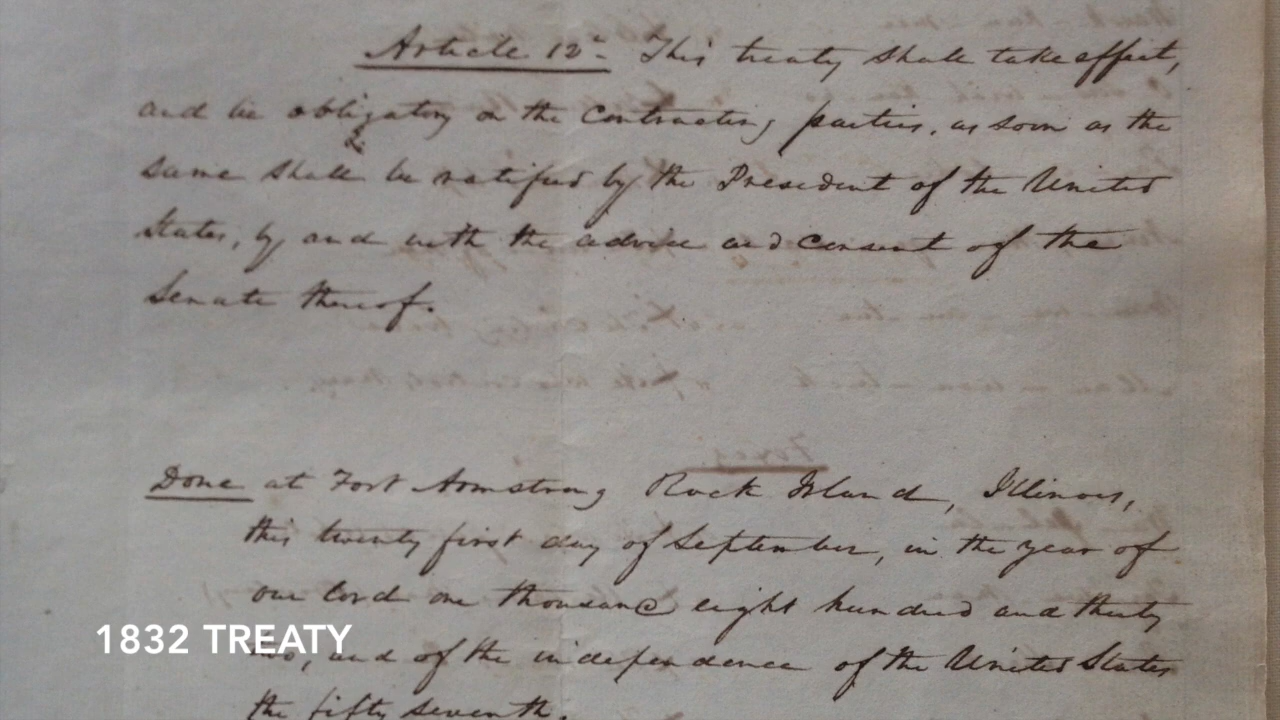 Article 12. This treaty shall take effect,
and be obligatory on the contracting parties, as soon as the
same shall be ratified by the President of the United
States, by and with the advice and consent of the
Senate thereof.
Done at Fort Armstrong Rock Island, Illinois,
this twenty first day of September, in the year of
our lord one thousand eight hundred and thirty
two, and of the independence of the United States
the fifty seventh.
1832 TREATY